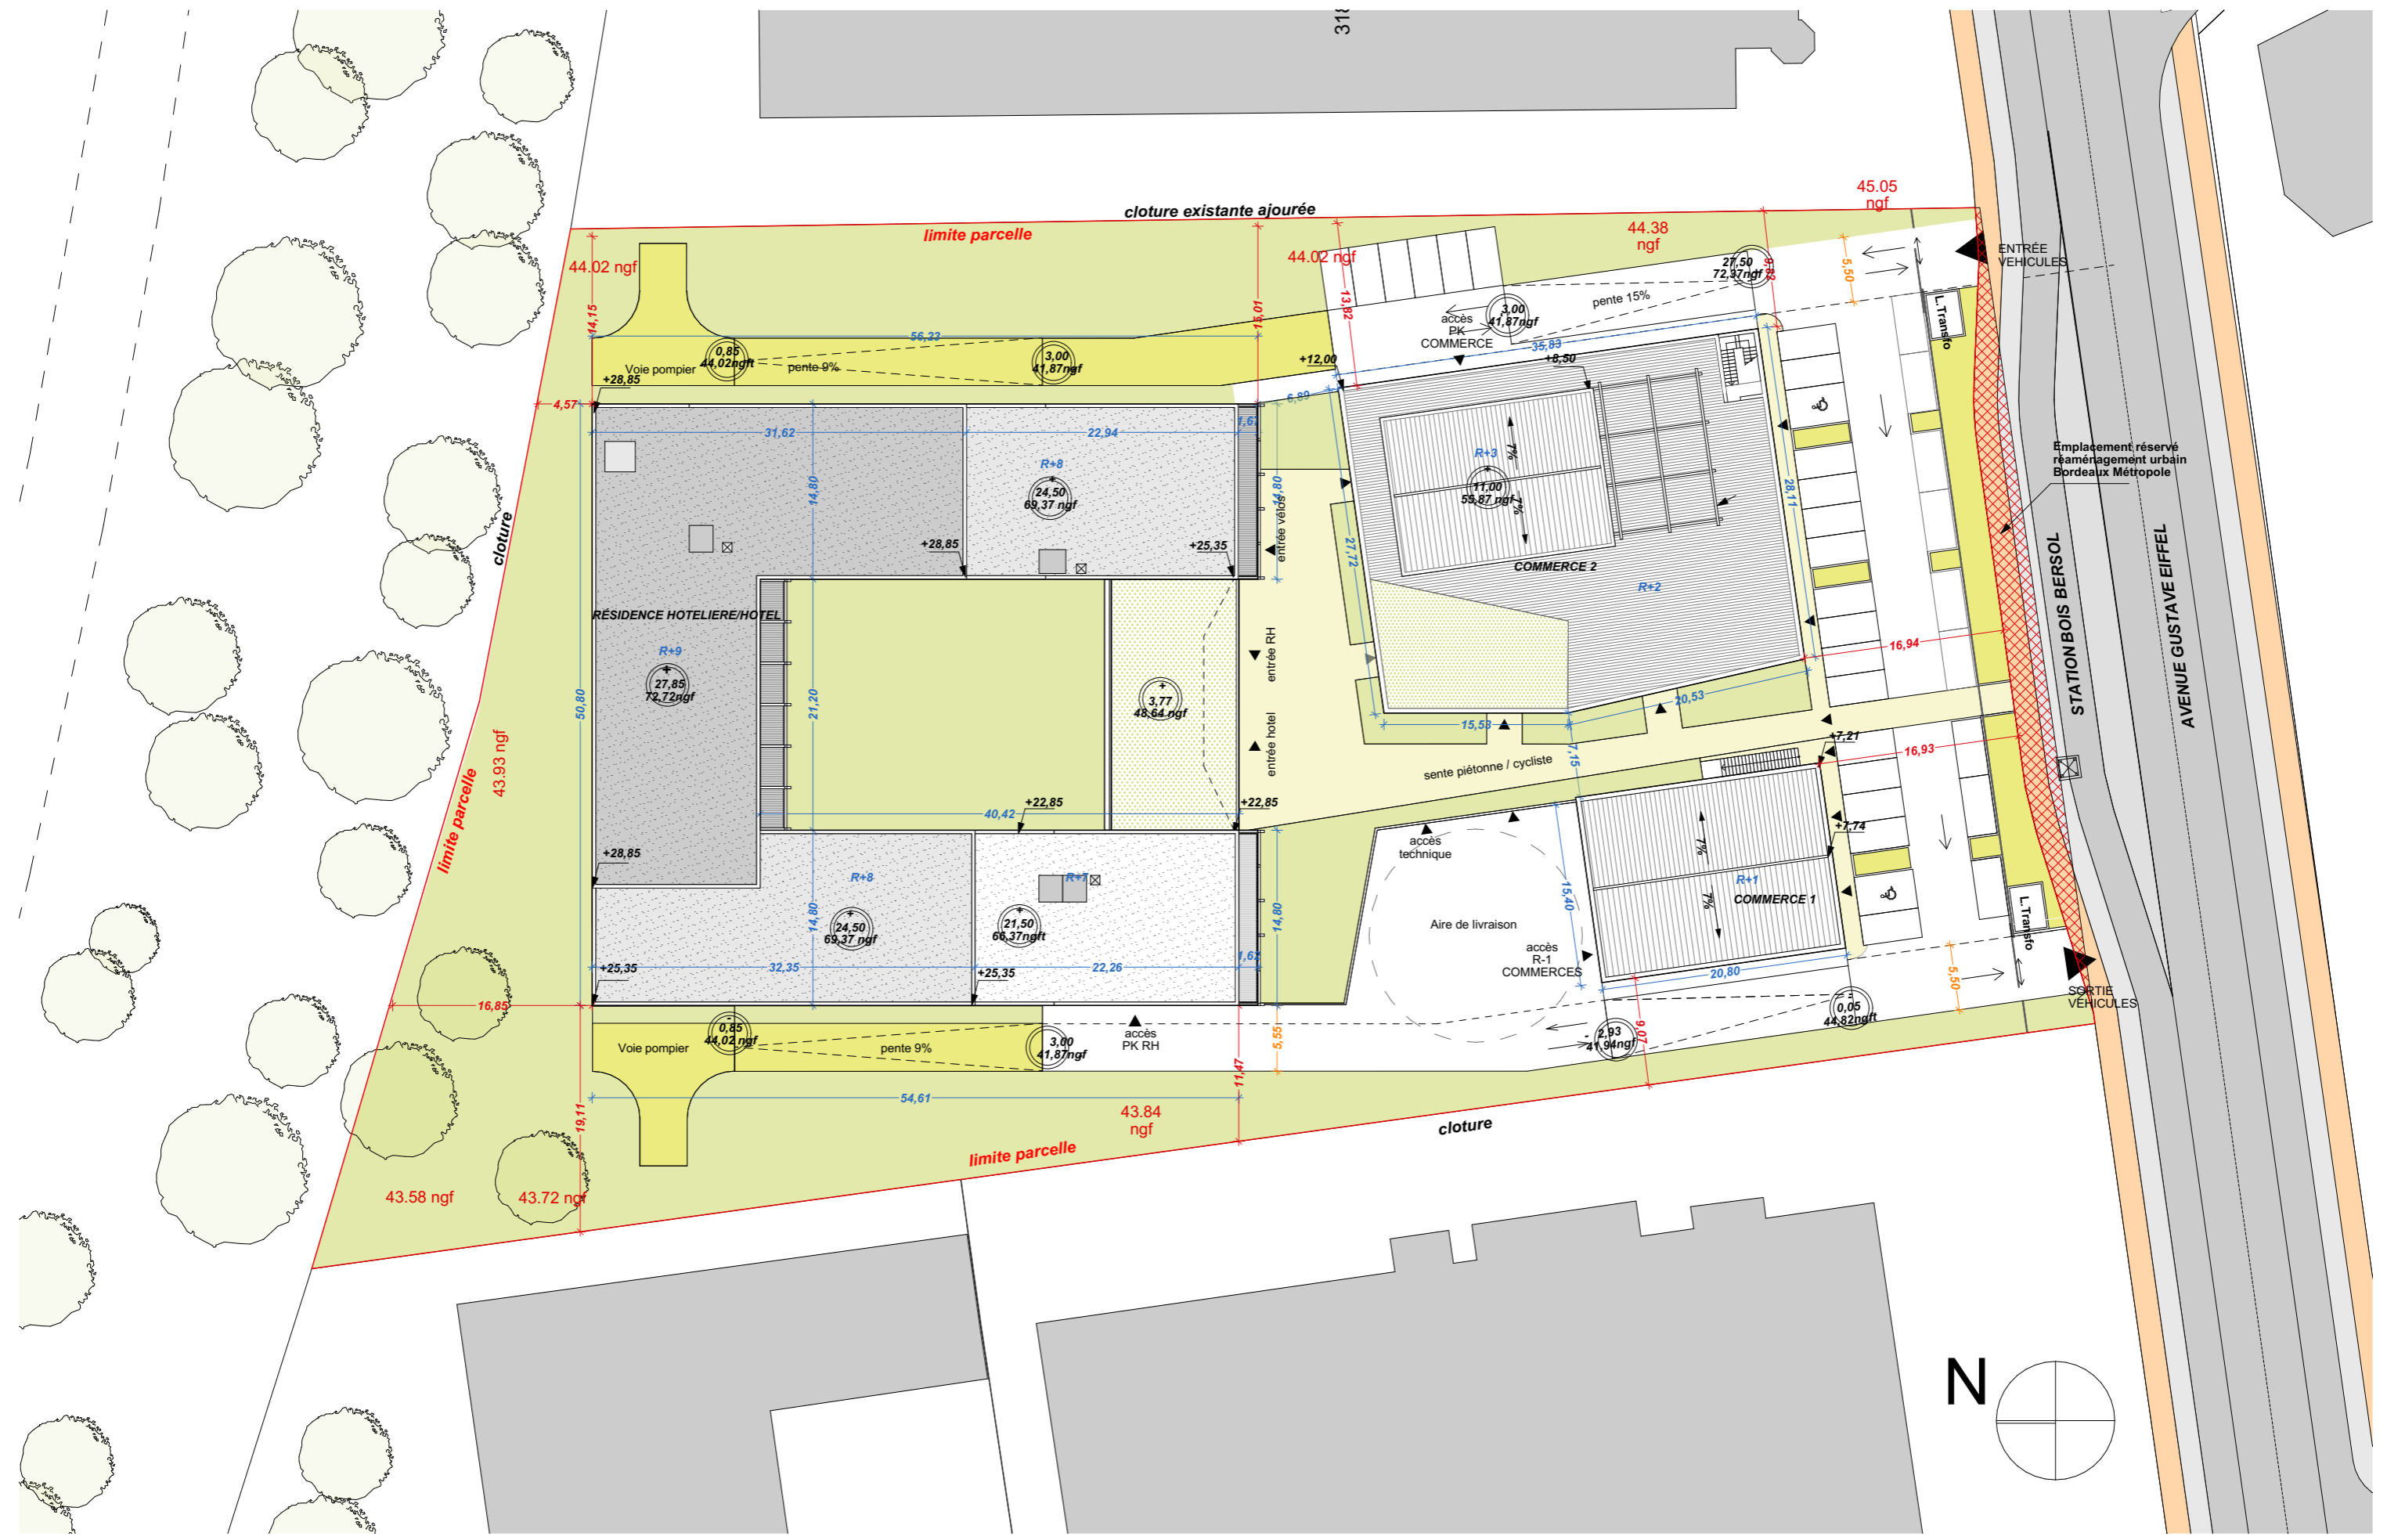 318
45.05
ngf
cloture existante ajourée
limite parcelle
44.38
ngf
44.02 ngf
44.02 ngf
ENTRÉE
VEHICULES
27,50
72,37ngf
9,82
5,50
14,15
15,01
13,82
pente 15%
L.Transfo
3,00
41,87ngf
accès
PK
COMMERCE
56,23
35,83
+8,50
+12,00
0,85
44,02ngft
3,00
41,87ngf
Voie pompier
pente 9%
+28,85
4,57
6,89
31,62
22,94
R+8
24,50
69,37 ngf
14,80
14,80
entrée vélos
R+3
7%
11,00
55,87 ngf
7%
28,11
Emplacement réservé
réaménagement urbain
Bordeaux Métropole
cloture
+28,85
+25,35
27,72
COMMERCE 2
R+2
STATION BOIS BERSOL
AVENUE GUSTAVE EIFFEL
RÉSIDENCE HOTELIERE/HOTEL
R+9
27,85
72,72ngf
50,80
21,20
entrée RH
3,77
48,64 ngf
entrée hotel
16,94
20,53
15,53
7,15
+7,21
16,93
sente piétonne / cycliste
43.93 ngf
limite parcelle
40,42
+22,85
+22,85
+7,74
accès
technique
+28,85
R+8
R+7
7%
R+1
7%
COMMERCE 1
15,40
24,50
69,37 ngf
14,80
21,50
66,37ngft
14,80
Aire de livraison
accès
R-1
COMMERCES
L.Transfo
+25,35
32,35
+25,35
22,26
1,62
20,80
5,50
SORTIE
VÉHICULES
16,85
0,05
44,82ngft
0,85
44,02 ngf
Voie pompier
pente 9%
3,00
41,87ngf
accès
PK RH
5,55
2,93
41,94ngf
9,07
11,47
54,61
19,11
43.84
ngf
cloture
limite parcelle
43.58 ngf
43.72 ngf
N